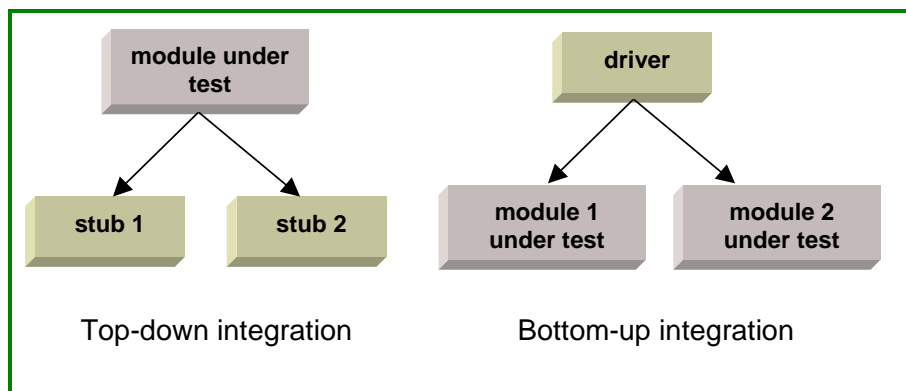 module under
test
driver
stub 1
stub 2
module 1
under test
module 2
under test
Top-down integration
Bottom-up integration